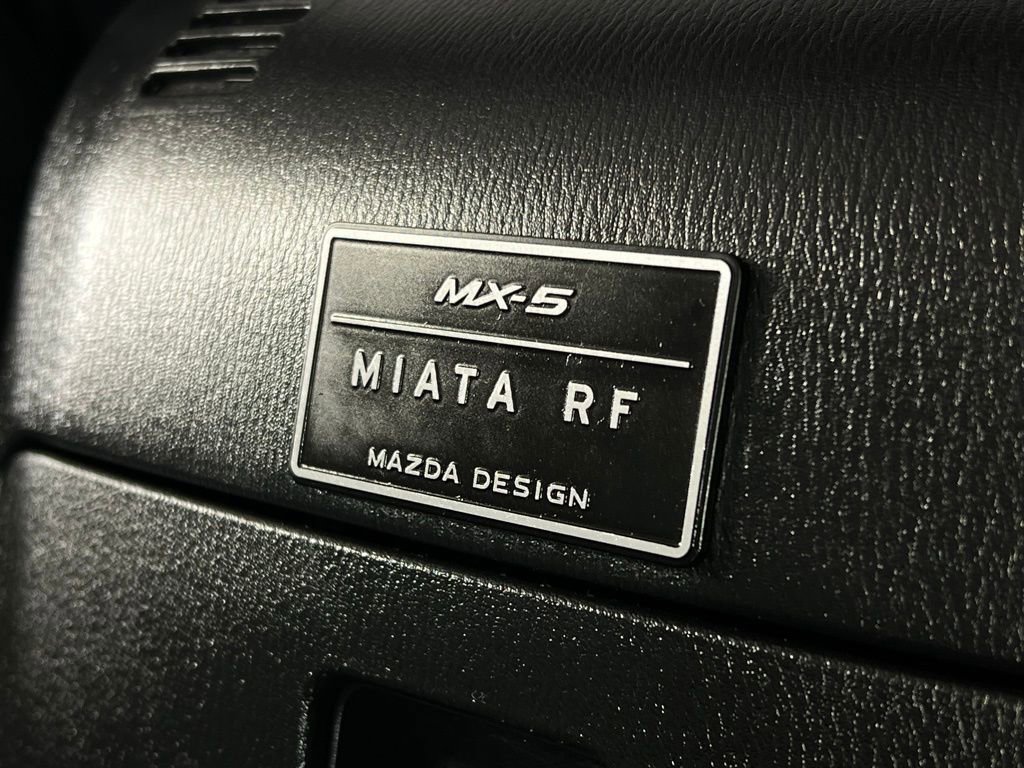 MX-5
MIATA RF
MAZDA DESIGN